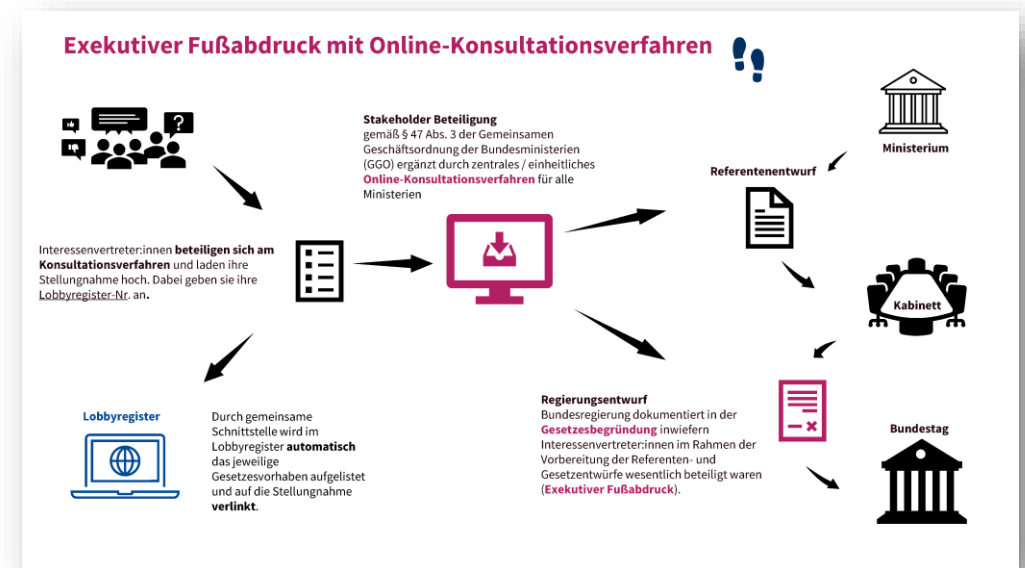 Exekutiver Fußabdruck mit Online-Konsultationsverfahren
?
Stakeholder Beteiligung
gemäß § 47 Abs. 3 der Gemeinsamen
Geschäftsordnung der Bundesministerien
(GGO) ergänzt durch zentrales / einheitliches
Online-Konsultationsverfahren für alle
Ministerien
Ministerium
Referentenentwurf
Interessenvertreter:innen beteiligen sich am
Konsultationsverfahren und laden ihre
Stellungnahme hoch. Dabei geben sie ihre
Lobbyregister-Nr. an.
Kabinett
Lobbyregister
Durch gemeinsame
Schnittstelle wird im
Lobbyregister automatisch
das jeweilige
Gesetzesvorhaben aufgelistet
und auf die Stellungnahme
verlinkt.
Regierungsentwurf
Bundesregierung dokumentiert in der
Gesetzesbegründung inwiefern
Interessenvertreter:innen im Rahmen der
Vorbereitung der Referenten- und
Gesetzentwürfe wesentlich beteiligt waren
(Exekutiver Fußabdruck).
Bundestag